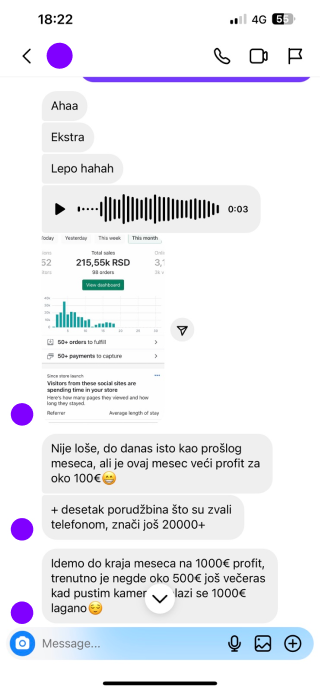 18:22
4G
55
Ahaa
Ekstra
Lepo hahah
0:03
Today Yesterday This week This month
Total sales
52 215,55k RSD 3,
98 orders
View dashboard
50+ orders to fulfill
50+ payments to capture
Since store launch
Visitors from these social sites are
spending time in your store
Here's how many pages they viewed and how
long they stayed.
Referrer Average length of stay
Nije loše, do danas isto kao prošlog
meseca, ali je ovaj mesec veći profit za
oko 100€😁
+ desetak porudžbina što su zvali
telefonom, znači još 20000+
Idemo do kraja meseca na 1000€ profit,
trenutno je negde oko 500€ još večeras
kad pustim lazi se 1000€
lagano😌
Message...